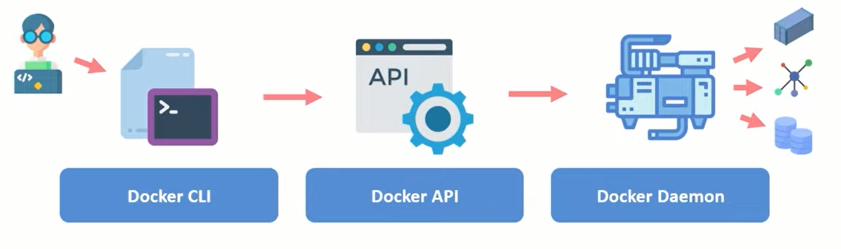 </>
>_
API
Docker CLI
Docker API
Docker Daemon